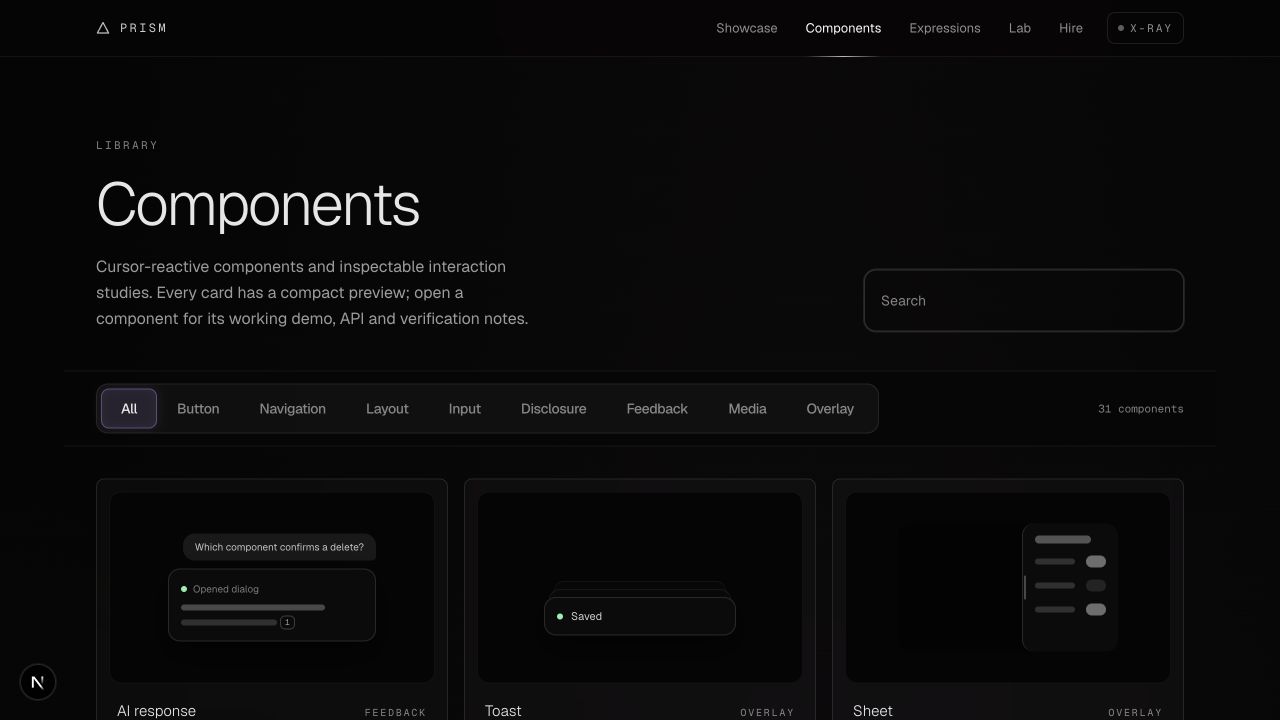 PRISM
Showcase Components Expressions Lab Hire X-RAY
LIBRARY
Components
Cursor-reactive components and inspectable interaction
studies. Every card has a compact preview; open a
component for its working demo, API and verification notes.
Search
All Button Navigation Layout Input Disclosure Feedback Media Overlay
31 components
Which component confirms a delete?
Opened dialog
1
Saved
AI response FEEDBACK
Toast OVERLAY
Sheet OVERLAY
N